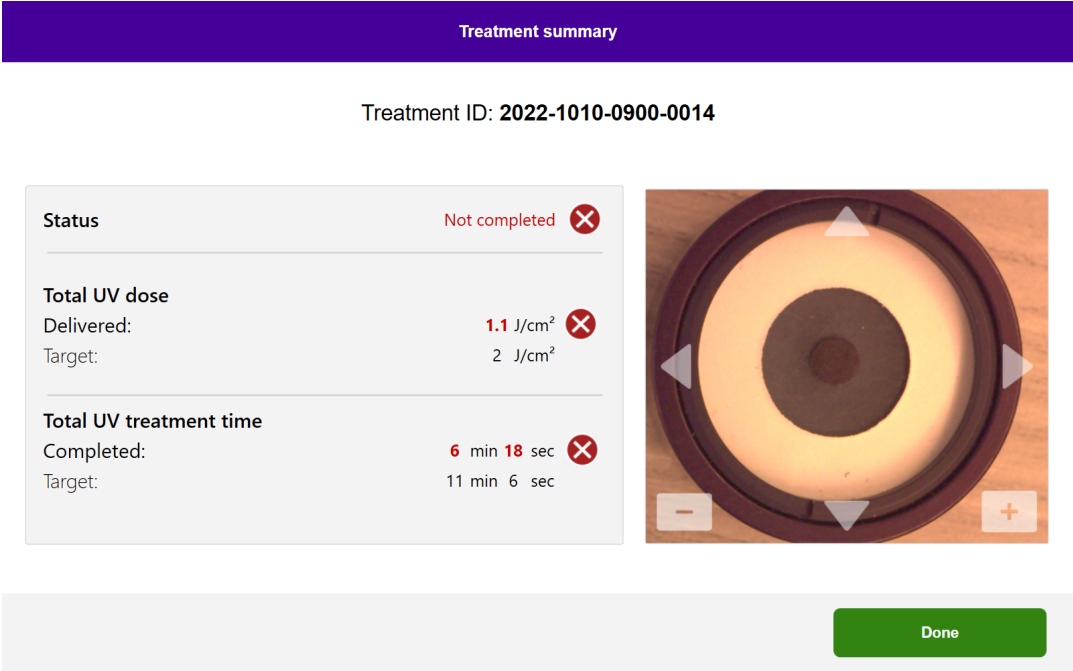 Treatment summary
Treatment ID: 2022-1010-0900-0014
Status Not completed
Total UV dose
Delivered: 1.1 J/cm²
Target: 2 J/cm²
Total UV treatment time
Completed: 6 min 18 sec
Target: 11 min 6 sec
− +
Done